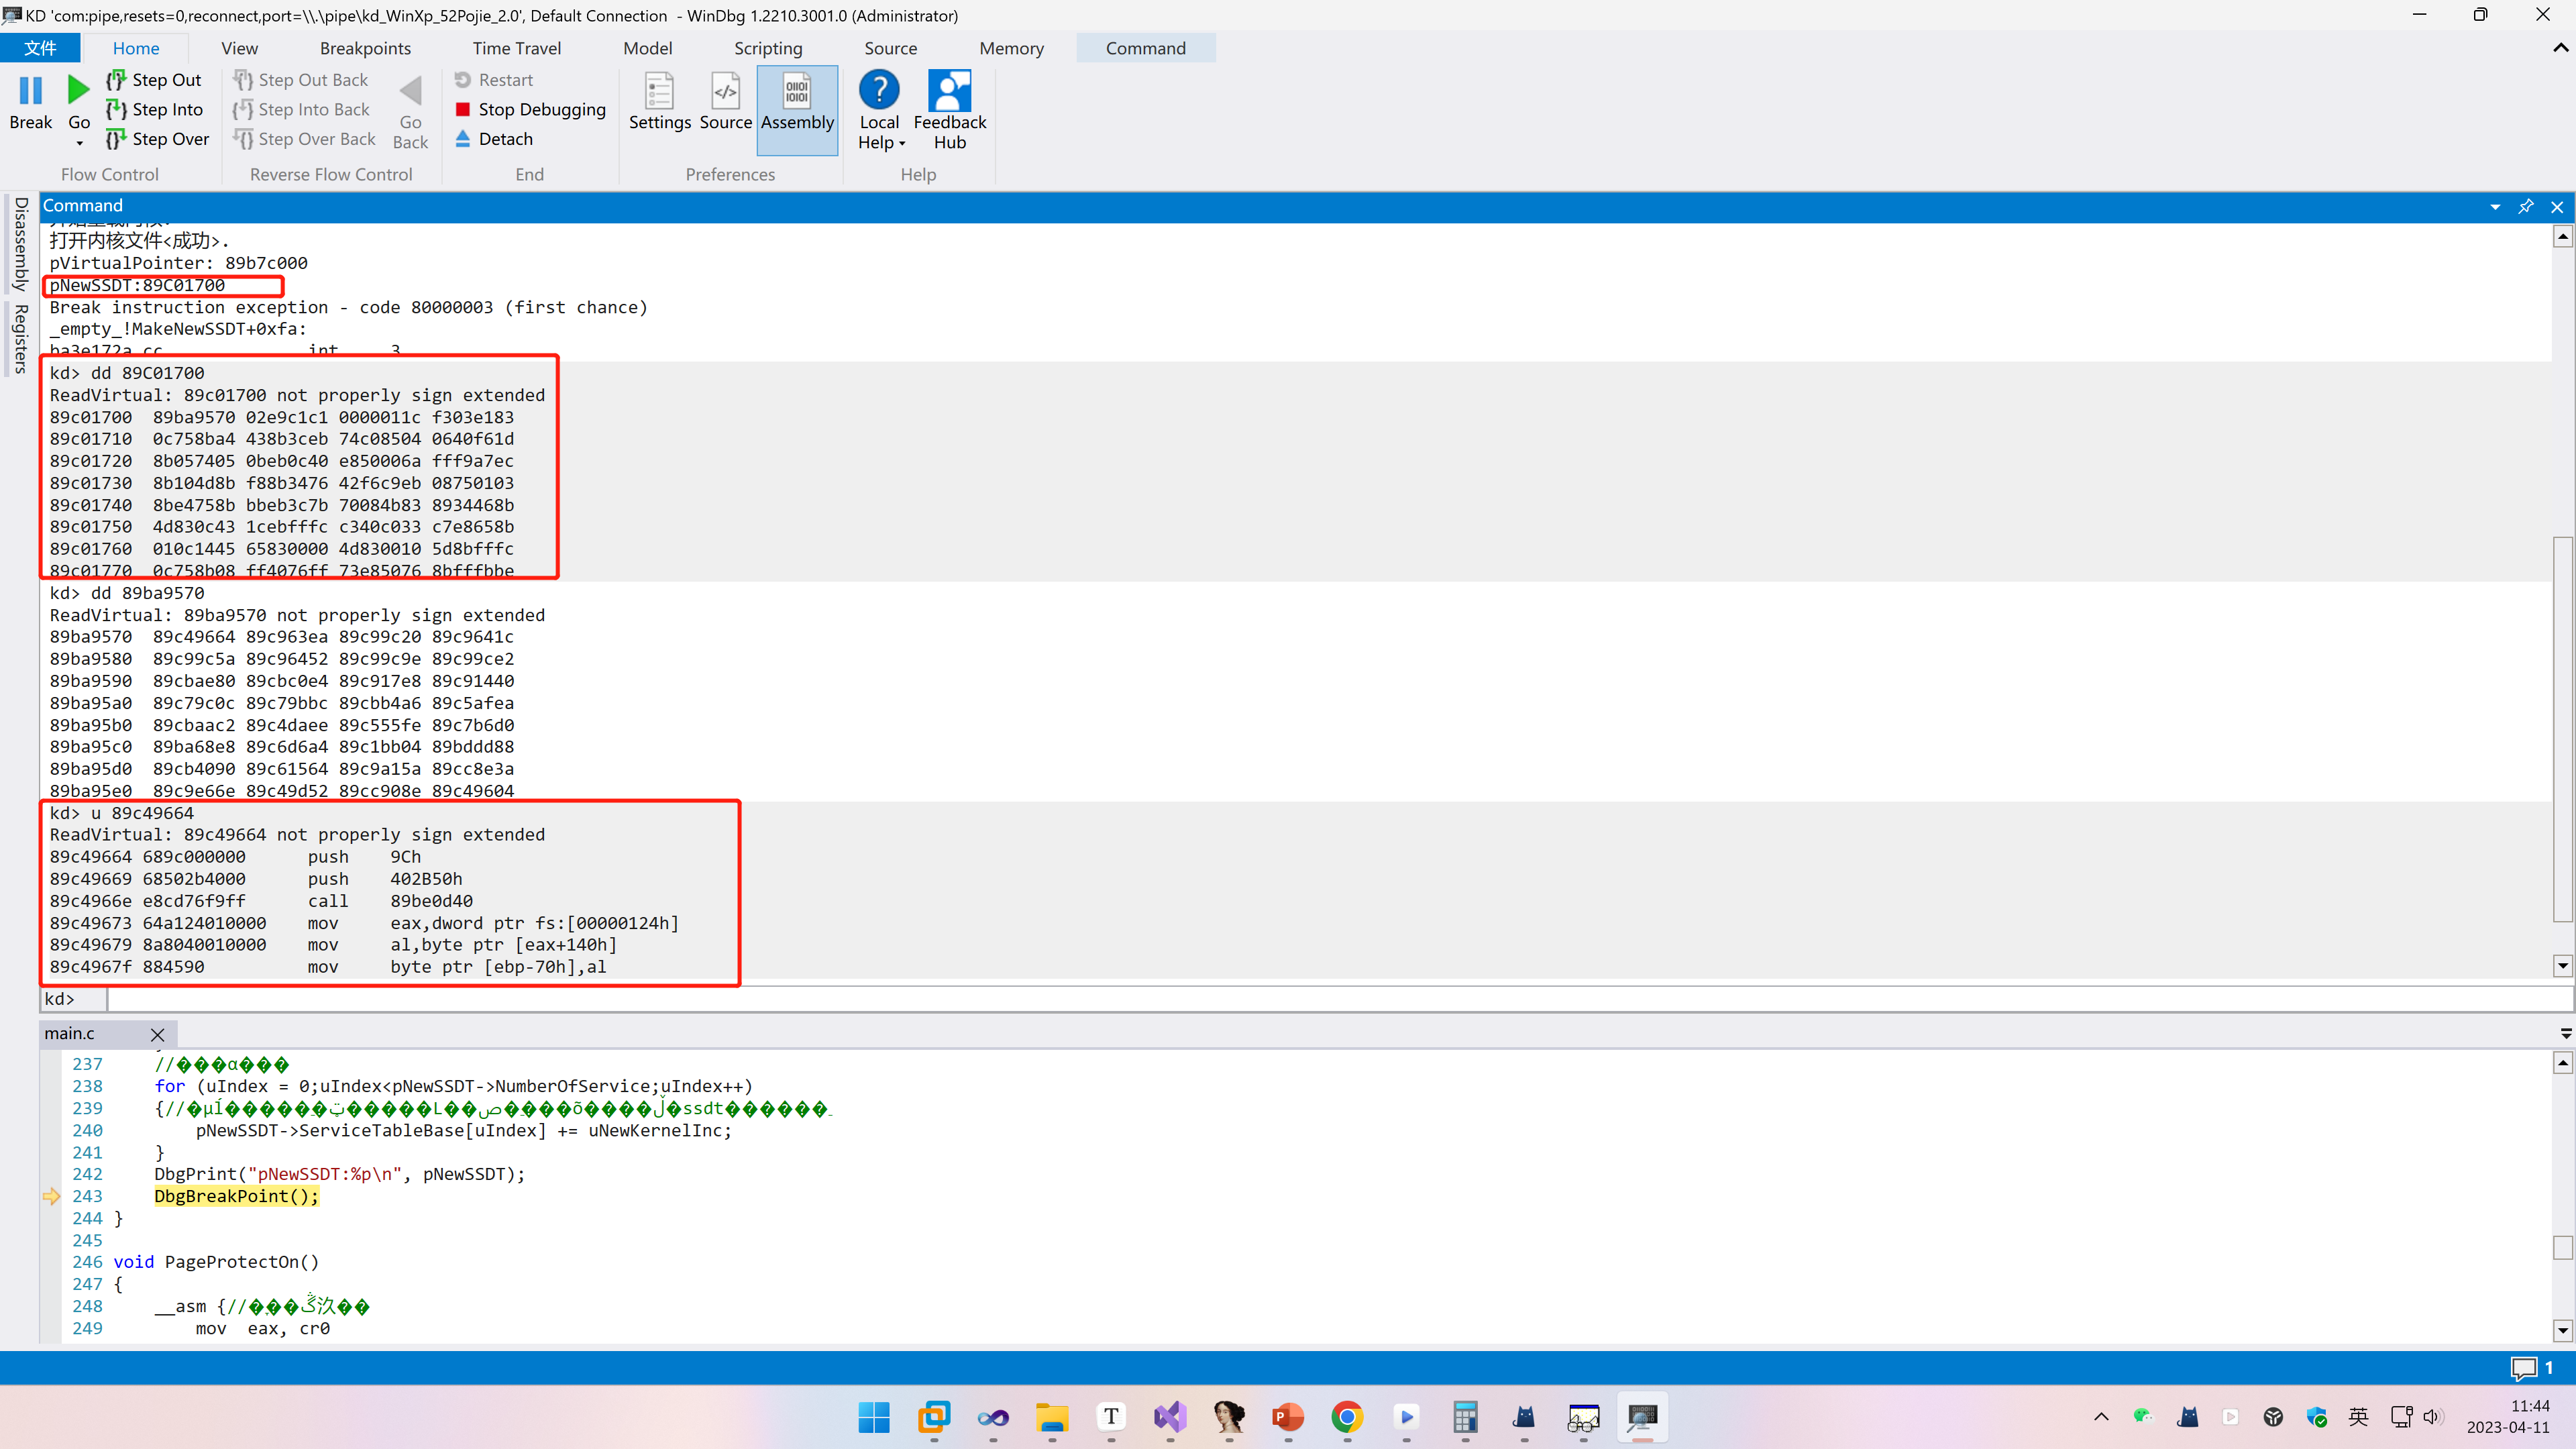 KD 'com:pipe,resets=0,reconnect,port=\\.\pipe\kd_WinXp_52Pojie_2.0', Default Connection - WinDbg 1.2210.3001.0 (Administrator)
文件 Home View Breakpoints Time Travel Model Scripting Source Memory Command
Break
Go
Step Out
Step Into
Step Over
Flow Control
Step Out Back
Step Into Back
Step Over Back
Go Back
Reverse Flow Control
Restart
Stop Debugging
Detach
End
Settings Source Assembly
Preferences
Local Help
Feedback Hub
Help
Disassembly
Registers
Command
打开内核文件<成功>.
pVirtualPointer: 89b7c000
pNewSSDT:89C01700
Break instruction exception - code 80000003 (first chance)
_empty_!MakeNewSSDT+0xfa:
ba3e172a cc int 3
kd> dd 89C01700
ReadVirtual: 89c01700 not properly sign extended
89c01700 89ba9570 02e9c1c1 0000011c f303e183
89c01710 0c758ba4 438b3ceb 74c08504 0640f61d
89c01720 8b057405 0beb0c40 e850006a fff9a7ec
89c01730 8b104d8b f88b3476 42f6c9eb 08750103
89c01740 8be4758b bbeb3c7b 70084b83 8934468b
89c01750 4d830c43 1cebfffc c340c033 c7e8658b
89c01760 010c1445 65830000 4d830010 5d8bfffc
89c01770 0c758b08 ff4076ff 73e85076 8bfffbbe
kd> dd 89ba9570
ReadVirtual: 89ba9570 not properly sign extended
89ba9570 89c49664 89c963ea 89c99c20 89c9641c
89ba9580 89c99c5a 89c96452 89c99c9e 89c99ce2
89ba9590 89cbae80 89cbc0e4 89c917e8 89c91440
89ba95a0 89c79c0c 89c79bbc 89cbb4a6 89c5afea
89ba95b0 89cbaac2 89c4daee 89c555fe 89c7b6d0
89ba95c0 89ba68e8 89c6d6a4 89c1bb04 89bddd88
89ba95d0 89cb4090 89c61564 89c9a15a 89cc8e3a
89ba95e0 89c9e66e 89c49d52 89cc908e 89c49604
kd> u 89c49664
ReadVirtual: 89c49664 not properly sign extended
89c49664 689c000000 push 9Ch
89c49669 68502b4000 push 402B50h
89c4966e e8cd76f9ff call 89be0d40
89c49673 64a124010000 mov eax,dword ptr fs:[00000124h]
89c49679 8a8040010000 mov al,byte ptr [eax+140h]
89c4967f 884590 mov byte ptr [ebp-70h],al
kd>
main.c
237 //���α���
238 for (uIndex = 0;uIndex<pNewSSDT->NumberOfService;uIndex++)
239 {//
240 pNewSSDT->ServiceTableBase[uIndex] += uNewKernelInc;
241 }
242 DbgPrint("pNewSSDT:%p\n", pNewSSDT);
243 DbgBreakPoint();
244 }
245
246 void PageProtectOn()
247 {
248 __asm {//
249 mov eax, cr0
1
英
11:44
2023-04-11